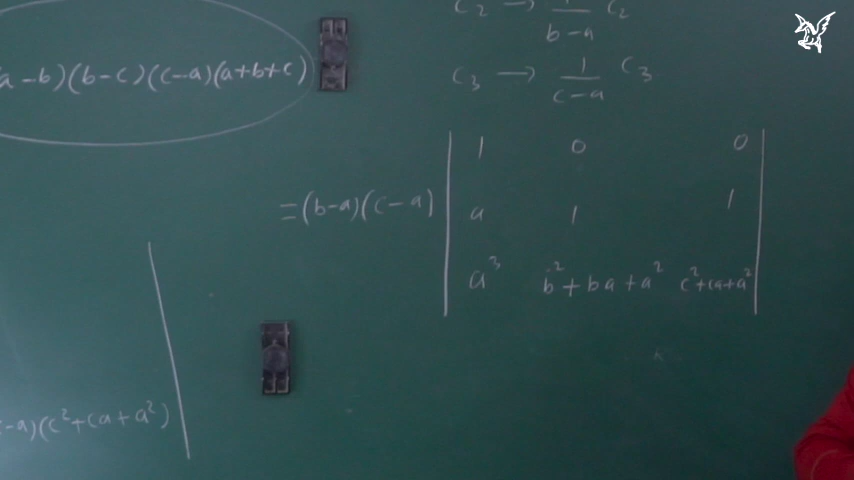 a-b)(b-c)(c-a)(a+b+c)
-a)(c²+ca+a²)
C₂ → 1/(b-a) C₂
C₃ → 1/(c-a) C₃
=(b-a)(c-a) | 1 0 0 |
| a 1 1 |
| a³ b²+ba+a² c²+ca+a² |